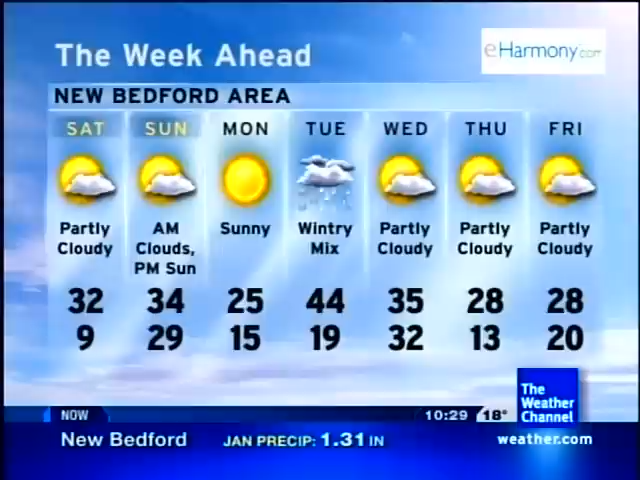 The Week Ahead
eHarmony.com
NEW BEDFORD AREA
SAT SUN MON TUE WED THU FRI
Partly Cloudy
AM Clouds, PM Sun
Sunny
Wintry Mix
Partly Cloudy
Partly Cloudy
Partly Cloudy
32 34 25 44 35 28 28
9 29 15 19 32 13 20
The Weather Channel
NOW 10:29 18°
New Bedford JAN PRECIP: 1.31 IN weather.com